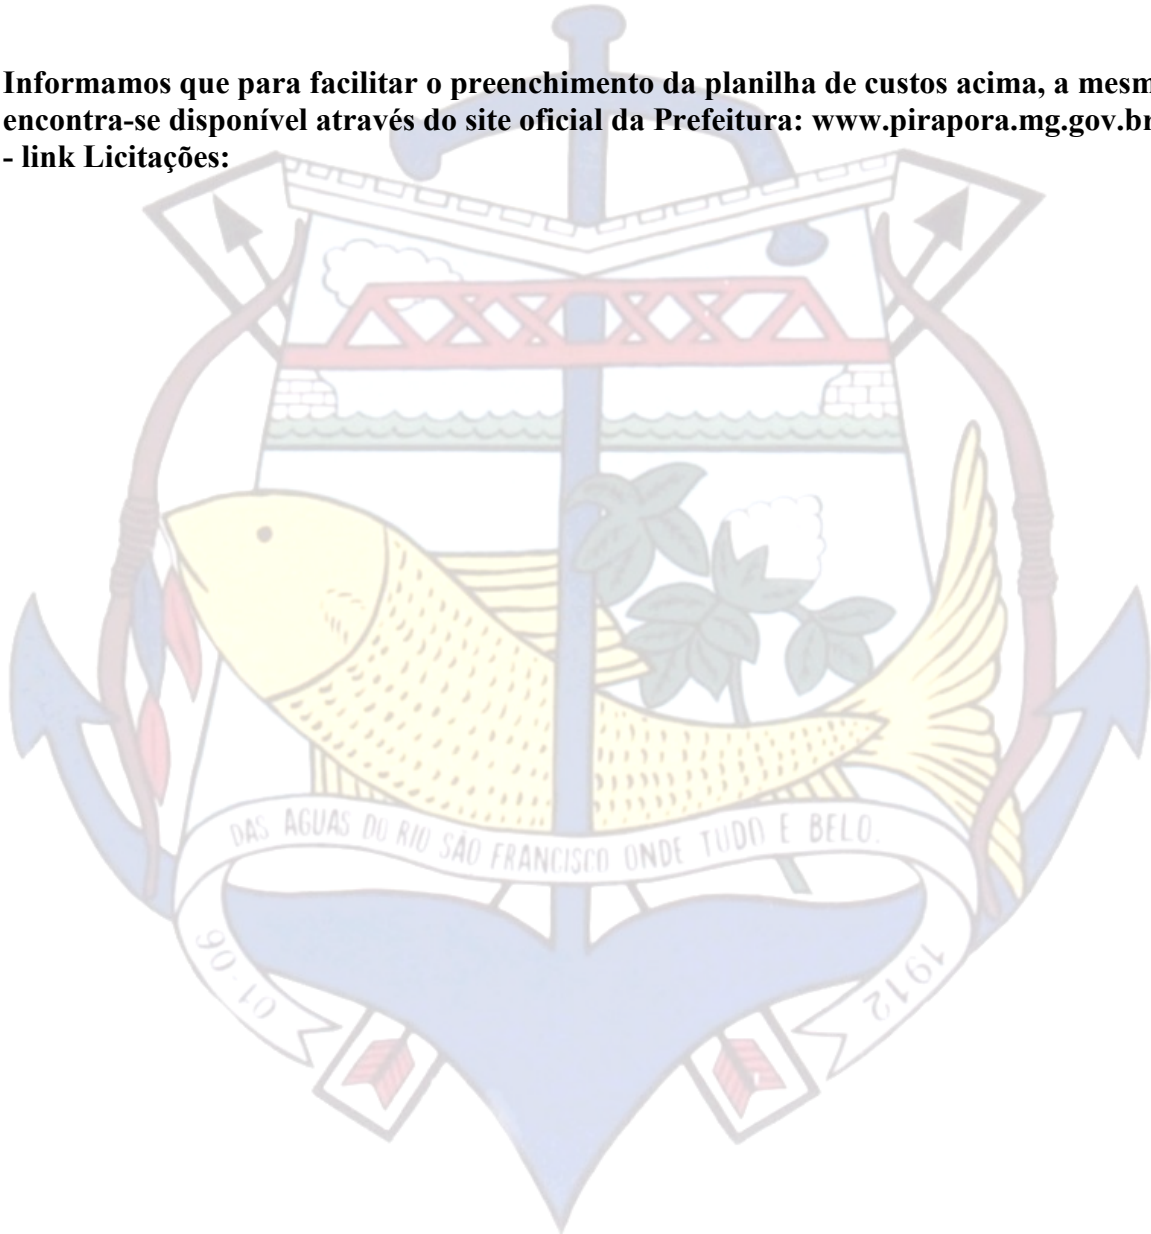 Informamos que para facilitar o preenchimento da planilha de custos acima, a mesm
encontra-se disponível através do site oficial da Prefeitura: www.pirapora.mg.gov.br
- link Licitações:
DAS AGUAS DO RIO SÃO FRANCISCO ONDE TUDO E BELO.
01-06
1912